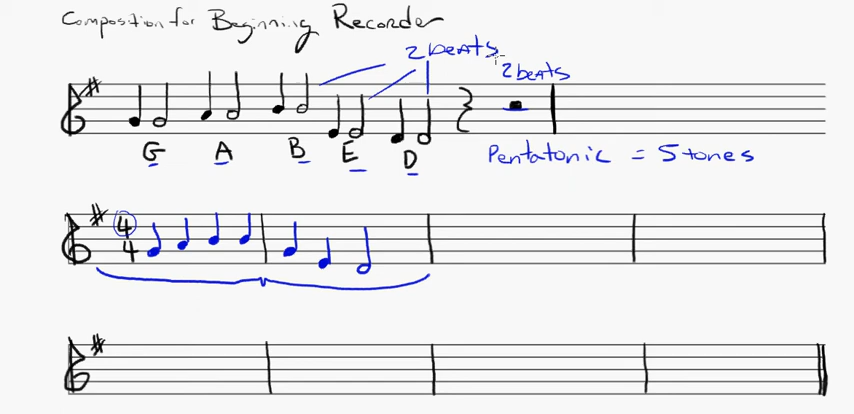 Composition for Beginning Recorder
2 beats
2 beats
G A B E D
Pentatonic = 5 tones
4
4